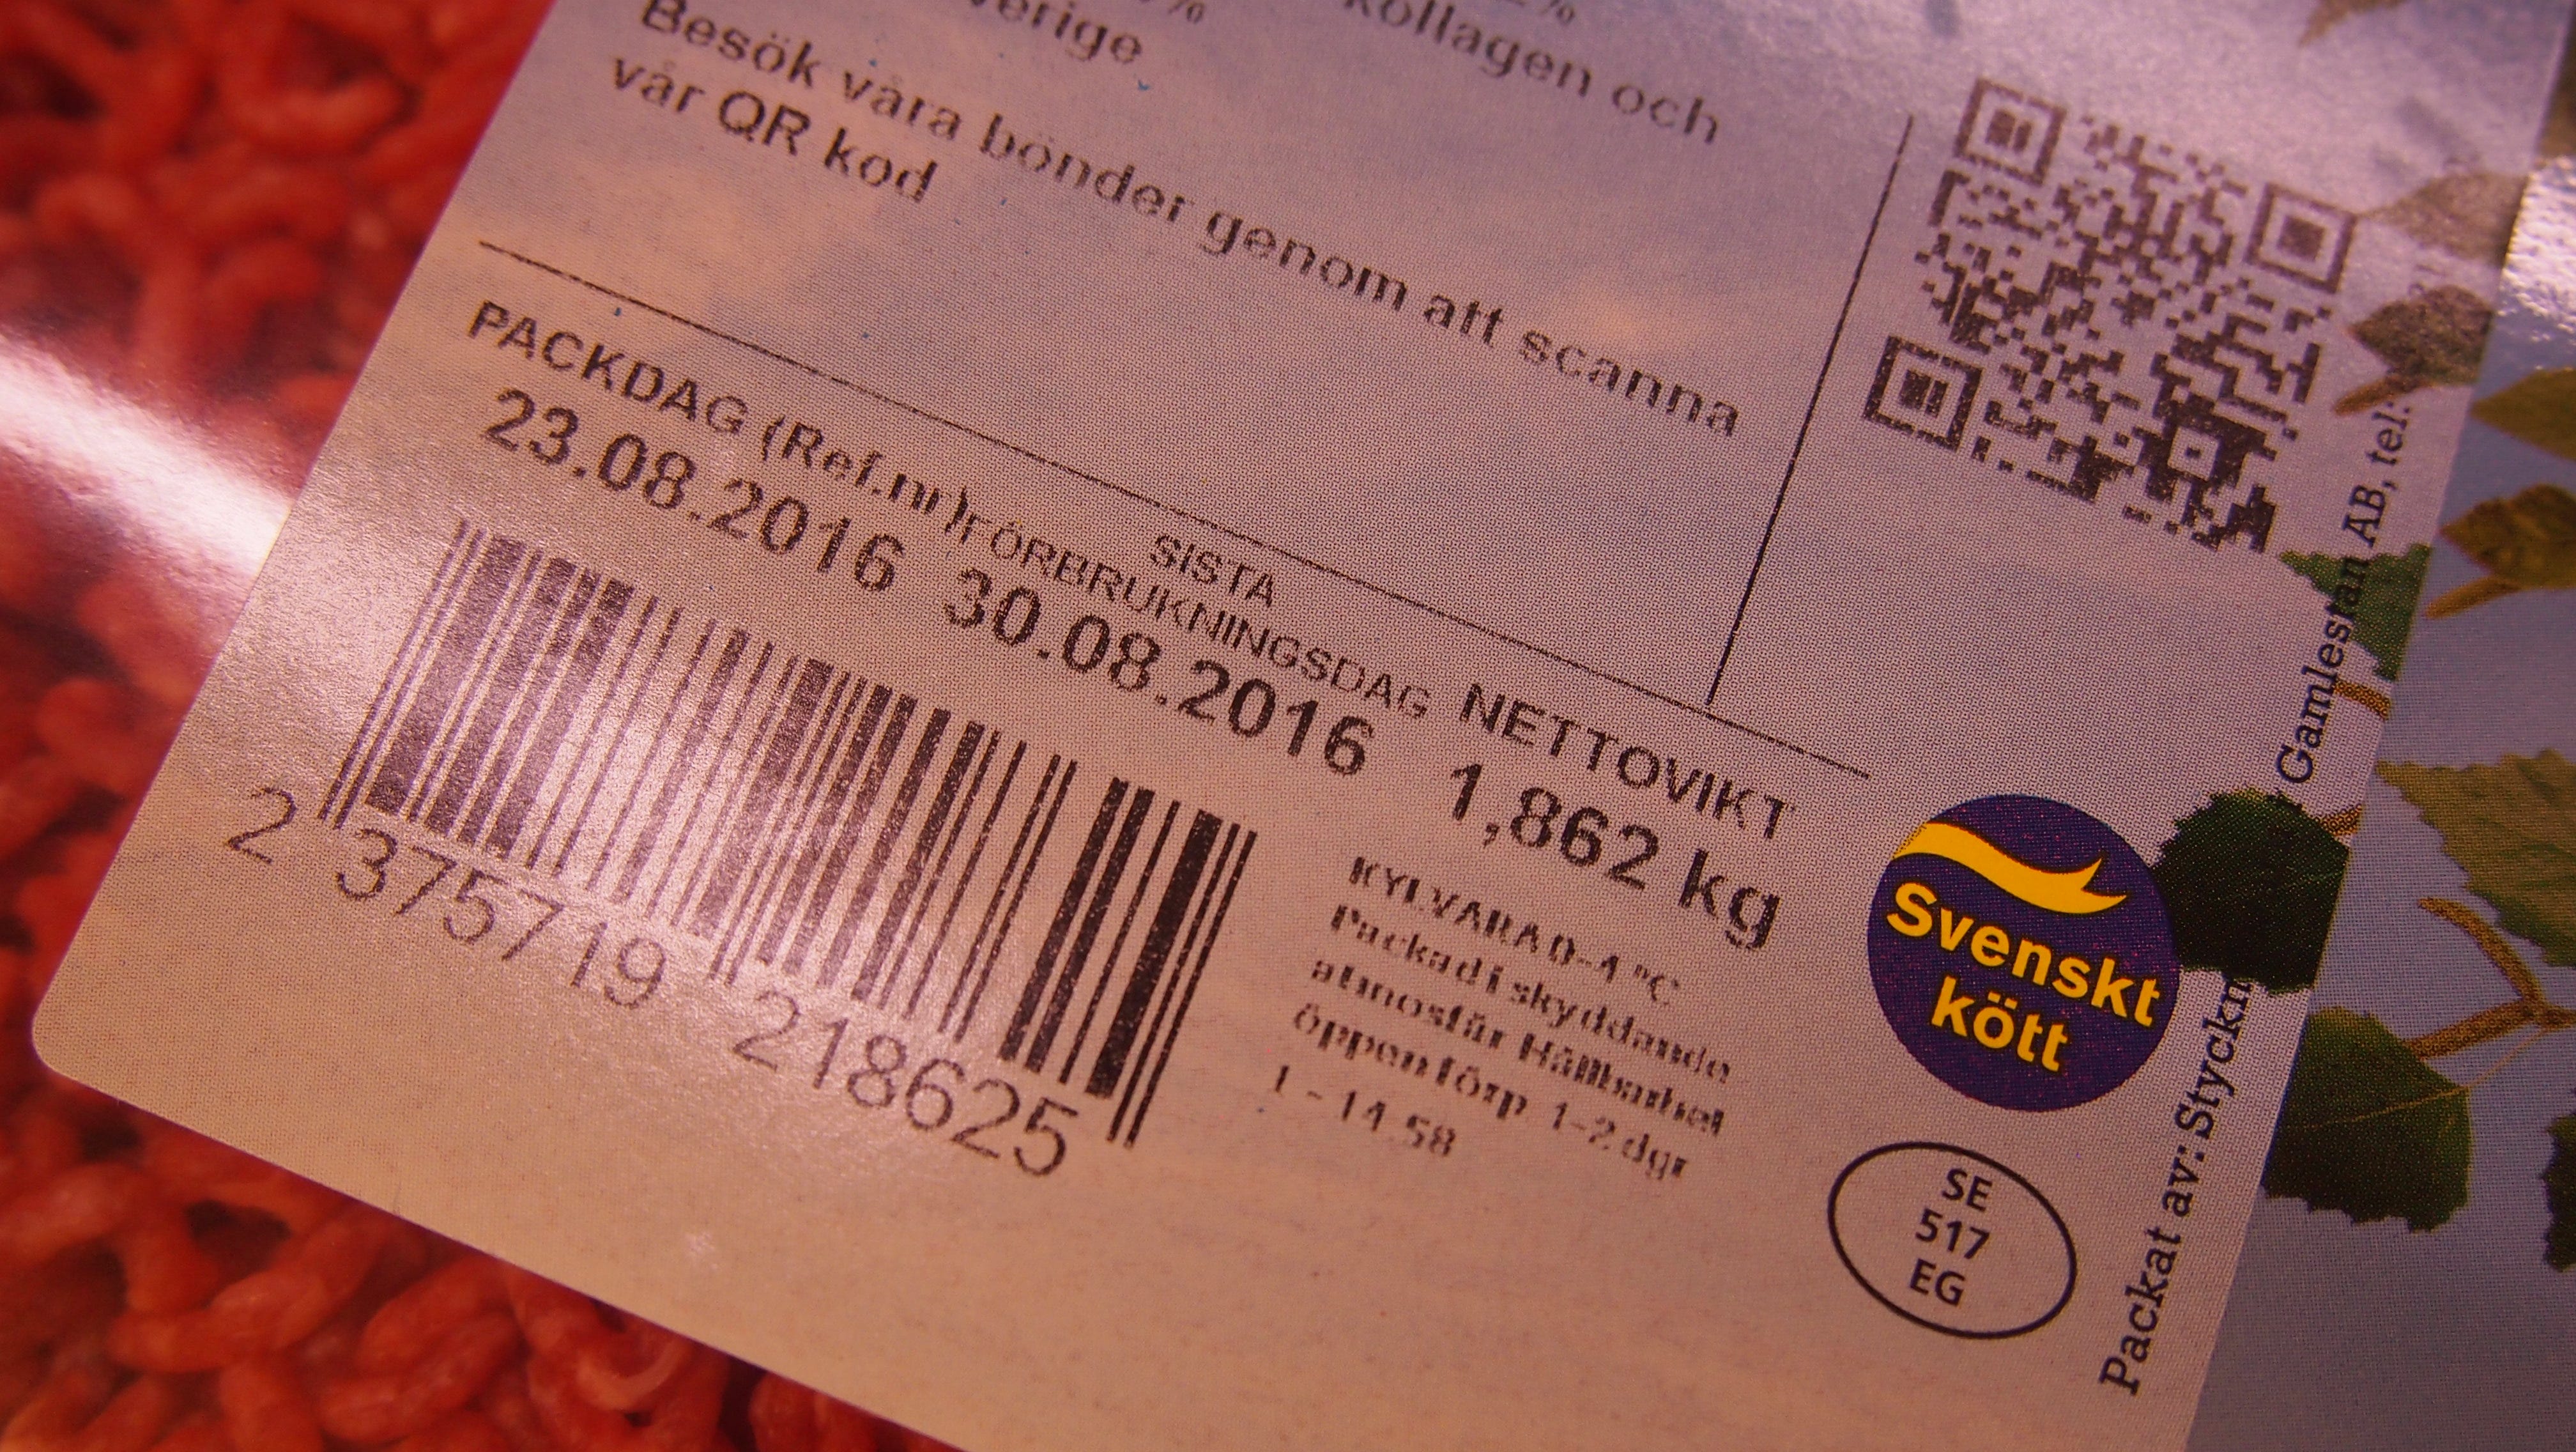 %
kollagen och
Besök våra bönder genom att scanna
vår QR kod
PACKDAG (Ref.nr)
SISTA
FÖRBRUKNINGSDAG
NETTOVIKT
23.08.2016
30.08.2016
1,862 kg
2 375719 218625
KYLVARA 0-4 °C
Packad i skyddande
atmosfär Hållbarhet
öppen förp. 1-2 dgr
1 - 14 58
Svenskt
kött
SE
517
EG
Packat av:
Gamlestan AB, tel: